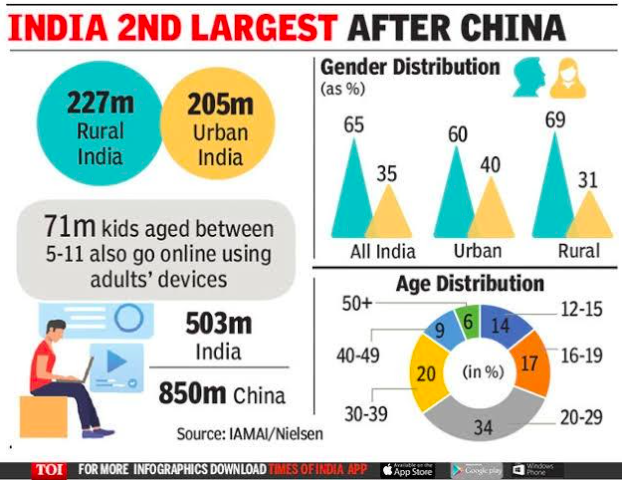 INDIA 2ND LARGEST AFTER CHINA
227m
Rural
India
205m
Urban
India
71m kids aged between
5-11 also go online using
adults' devices
503m
India
850m China
Source: IAMAI/Nielsen
Gender Distribution
(as %)
65
35
All India
60
40
Urban
69
31
Rural
Age Distribution
(in %)
12-15
14
16-19
17
20-29
34
30-39
20
40-49
9
50+
6
TOI FOR MORE INFOGRAPHICS DOWNLOAD TIMES OF INDIA APP
Available on the
App Store
Google play
Windows
Phone